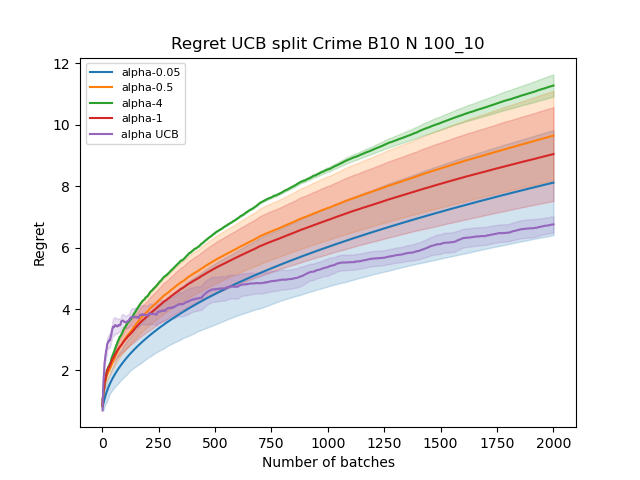 Regret UCB split Crime B10 N 100_10
12
10
8
6
4
2
Regret
alpha-0.05
alpha-0.5
alpha-4
alpha-1
alpha UCB
0
250
500
750
1000
1250
1500
1750
2000
Number of batches